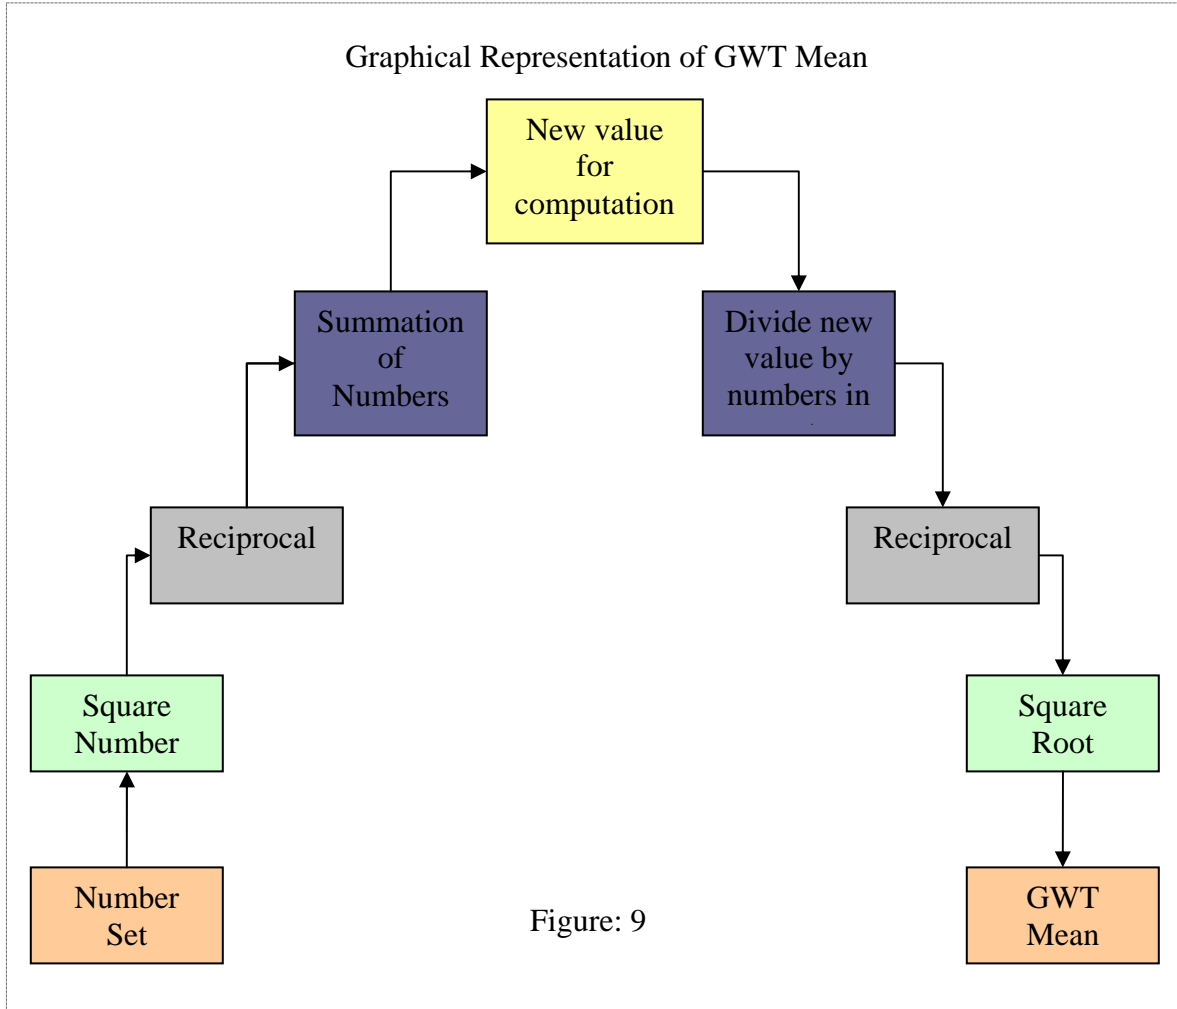 Graphical Representation of GWT Mean
New value
for
computation
Summation
of
Numbers
Divide new
value by
numbers in
Reciprocal
Reciprocal
Square
Number
Square
Root
Number
Set
GWT
Mean
Figure: 9